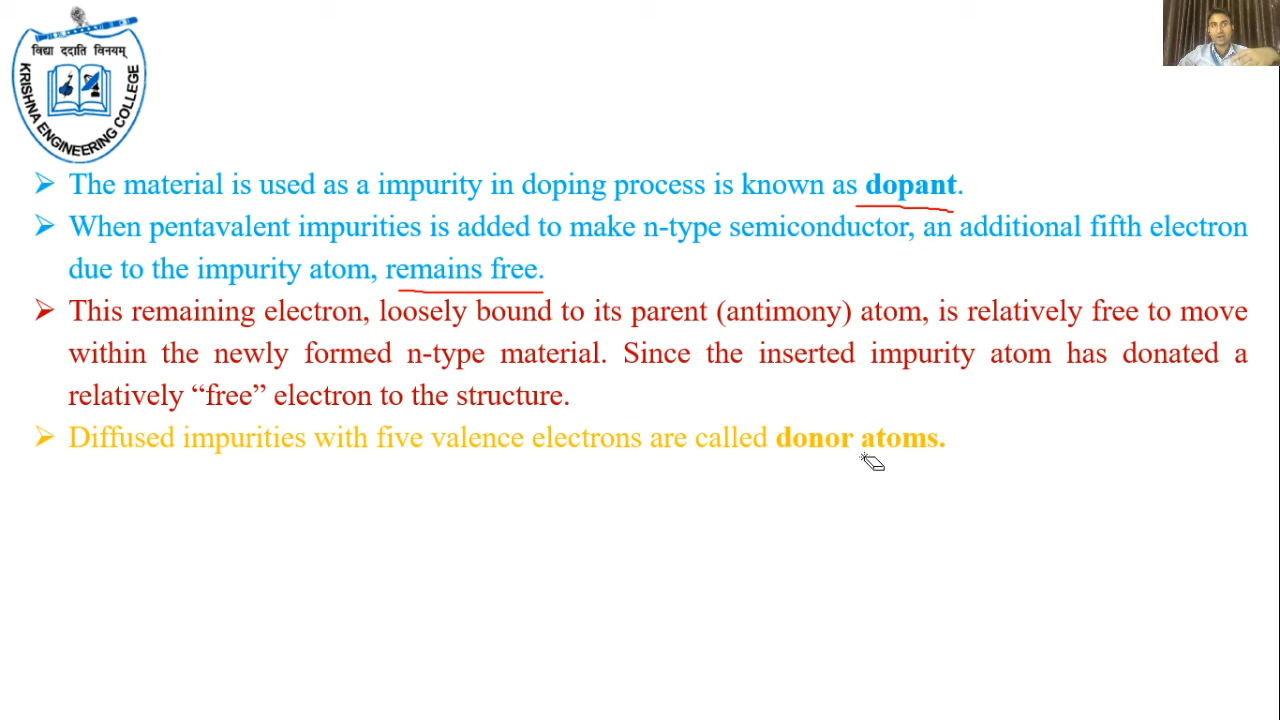 विद्या ददाति विनयम्
KRISHNA ENGINEERING COLLEGE
➢ The material is used as a impurity in doping process is known as dopant.
➢ When pentavalent impurities is added to make n-type semiconductor, an additional fifth electron
due to the impurity atom, remains free.
➢ This remaining electron, loosely bound to its parent (antimony) atom, is relatively free to move
within the newly formed n-type material. Since the inserted impurity atom has donated a
relatively “free” electron to the structure.
➢ Diffused impurities with five valence electrons are called donor atoms.